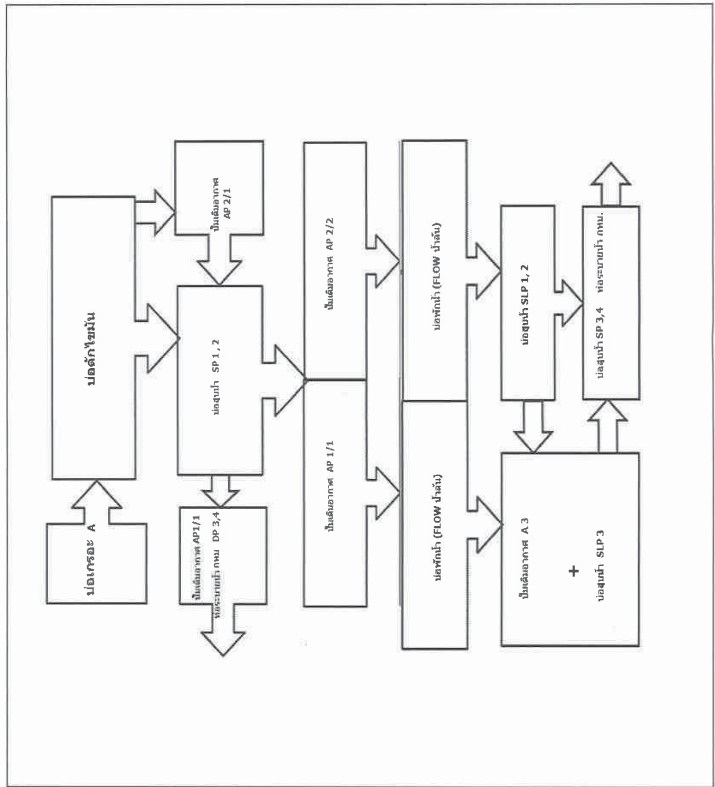 บ่อเกรอะ A
บ่อดักไขมัน
ปั๊มเติมอากาศ
AP 2/1
บ่อสูบน้ำ SP 1, 2
ปั๊มเติมอากาศ AP1/1
ท่อระบายน้ำ กทม DP 3,4
ปั๊มเติมอากาศ AP 1/1
ปั๊มเติมอากาศ AP 2/2
บ่อพักน้ำ (FLOW น้ำล้น)
บ่อพักน้ำ (FLOW น้ำล้น)
บ่อสูบน้ำ SLP 1, 2
ปั๊มเติมอากาศ A 3
+
บ่อสูบน้ำ SLP 3
บ่อสูบน้ำ SP 3,4 ท่อระบายน้ำ กทม.